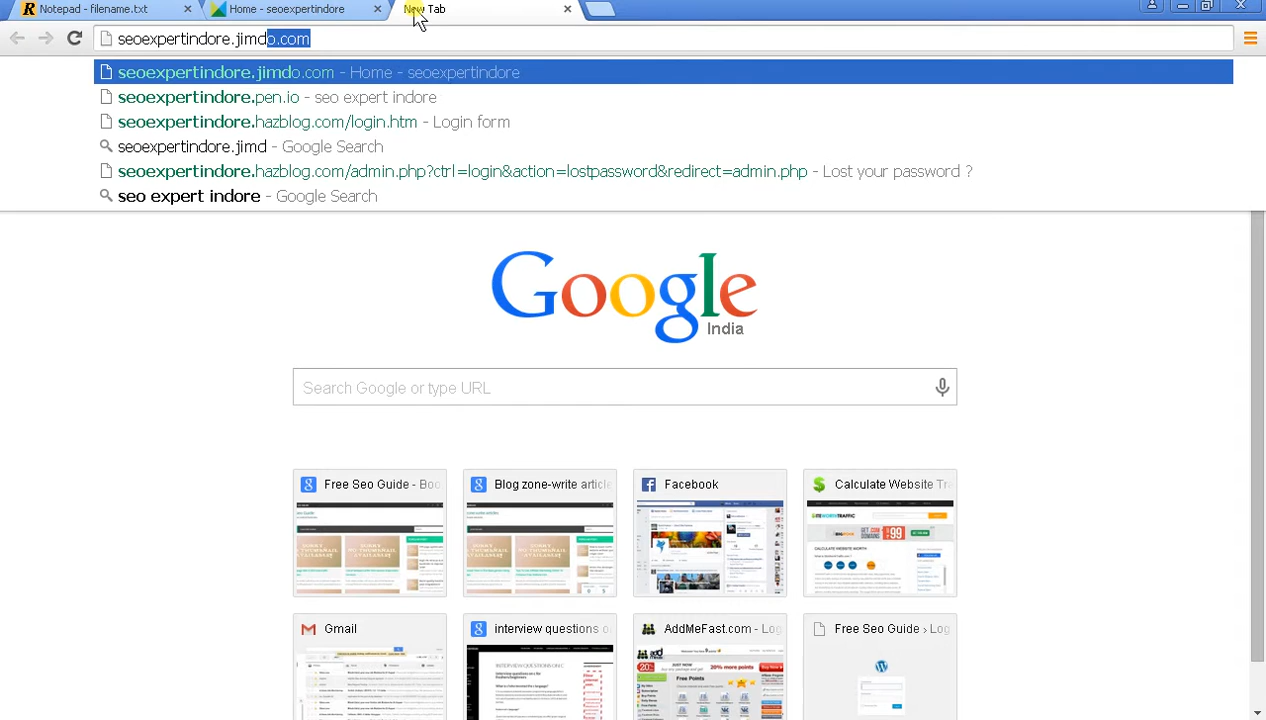 Notepad - filename.txt
Home - seoexpertindore
New Tab
seoexpertindore.jimdo.com
seoexpertindore.jimdo.com - Home - seoexpertindore
seoexpertindore.pen.io - seo expert indore
seoexpertindore.hazblog.com/login.htm - Login form
seoexpertindore.jimd - Google Search
seoexpertindore.hazblog.com/admin.php?ctrl=login&action=lostpassword&redirect=admin.php - Lost your password ?
seo expert indore - Google Search
Google
India
Search Google or type URL
Free Seo Guide - Boo
Blog zone-write article
Facebook
Calculate Website Tra
Gmail
interview questions o
AddMeFast.com - Log
Free Seo Guide › Log